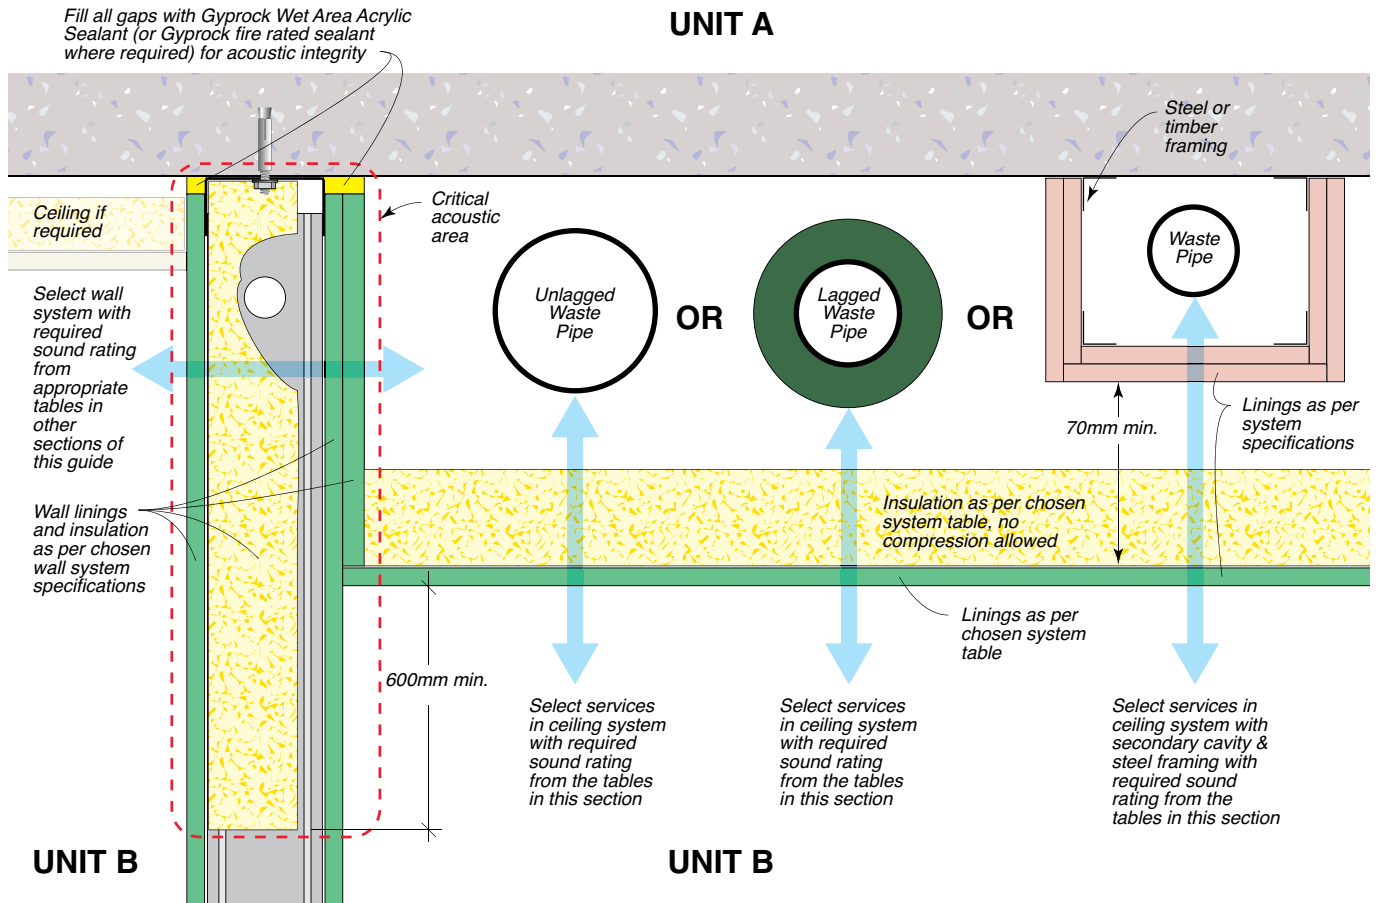 Fill all gaps with Gyprock Wet Area Acrylic
Sealant (or Gyprock fire rated sealant
where required) for acoustic integrity
UNIT A
Steel or
timber
framing
Ceiling if
required
Critical
acoustic
area
Select wall
system with
required
sound rating
from
appropriate
tables in
other
sections of
this guide
Unlagged
Waste
Pipe
OR
Lagged
Waste
Pipe
OR
Waste
Pipe
70mm min.
Linings as per
system
specifications
Wall linings
and insulation
as per chosen
wall system
specifications
Insulation as per chosen
system table, no
compression allowed
Linings as per
chosen system
table
600mm min.
Select services
in ceiling system
with required
sound rating
from the tables
in this section
Select services
in ceiling system
with required
sound rating
from the tables
in this section
Select services in
ceiling system with
secondary cavity &
steel framing with
required sound
rating from the
tables in this section
UNIT B
UNIT B